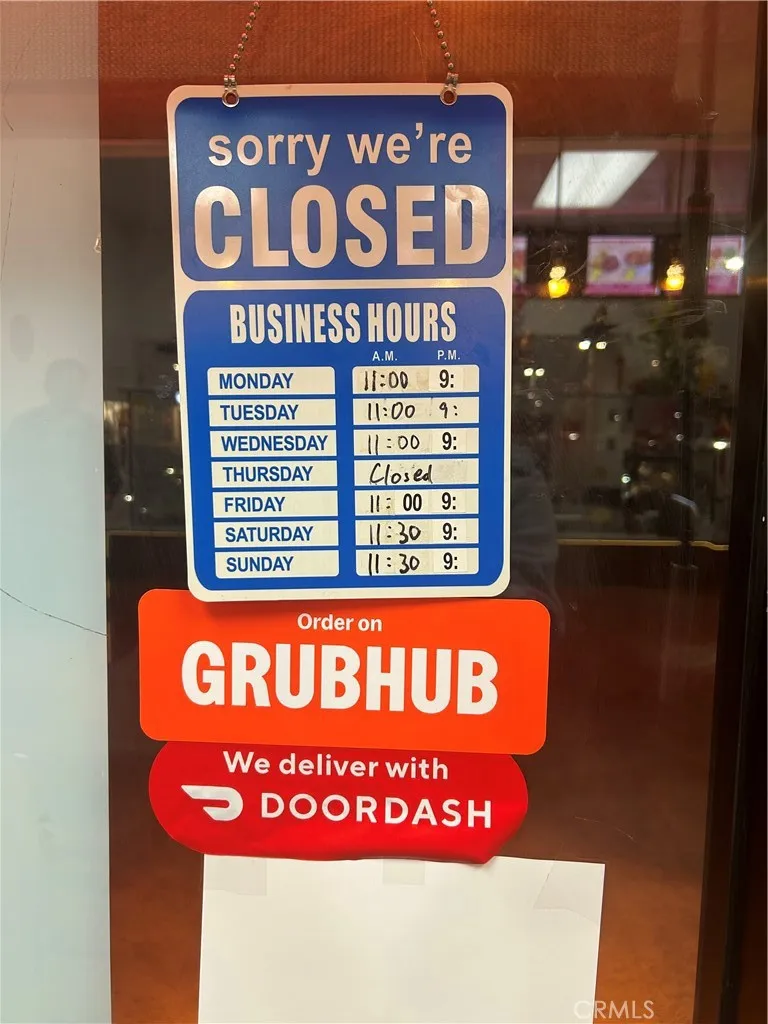 sorry we're
CLOSED
BUSINESS HOURS
A.M. P.M.
MONDAY 11:00 9:
TUESDAY 11:00 9:
WEDNESDAY 11:00 9:
THURSDAY Closed
FRIDAY 11:00 9:
SATURDAY 11:30 9:
SUNDAY 11:30 9:
Order on
GRUBHUB
We deliver with
DOORDASH
CRMLS